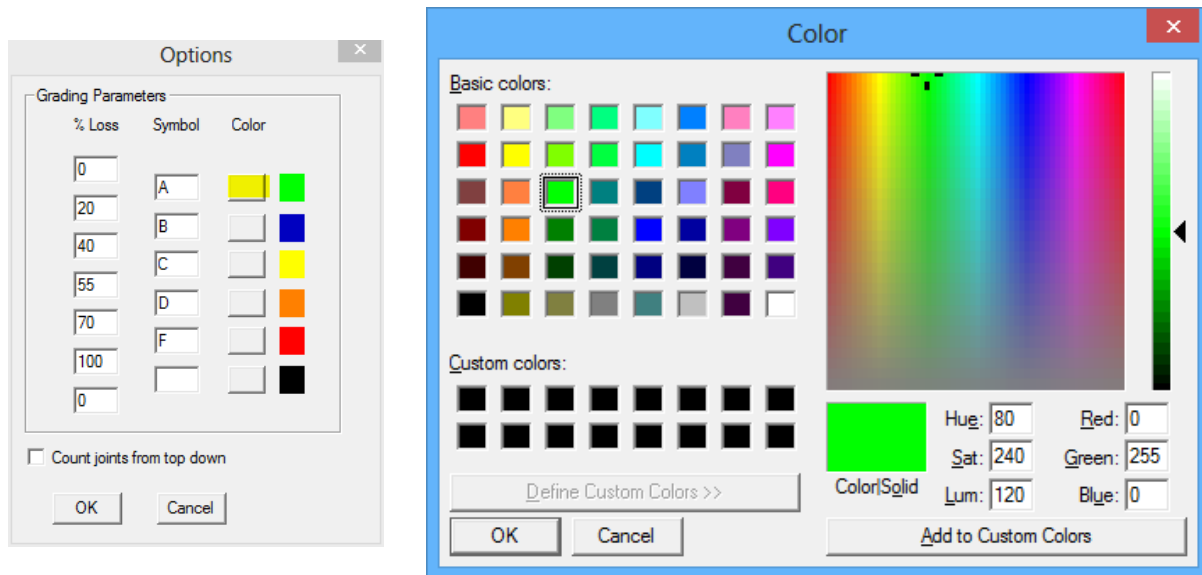 Options
Grading Parameters
% Loss Symbol Color
0
A
20
B
40
C
55
D
70
F
100
0
Count joints from top down
OK Cancel
Color
Basic colors:
Custom colors:
Define Custom Colors >>
OK Cancel
Color|Solid
Hue: 80 Red: 0
Sat: 240 Green: 255
Lum: 120 Blue: 0
Add to Custom Colors